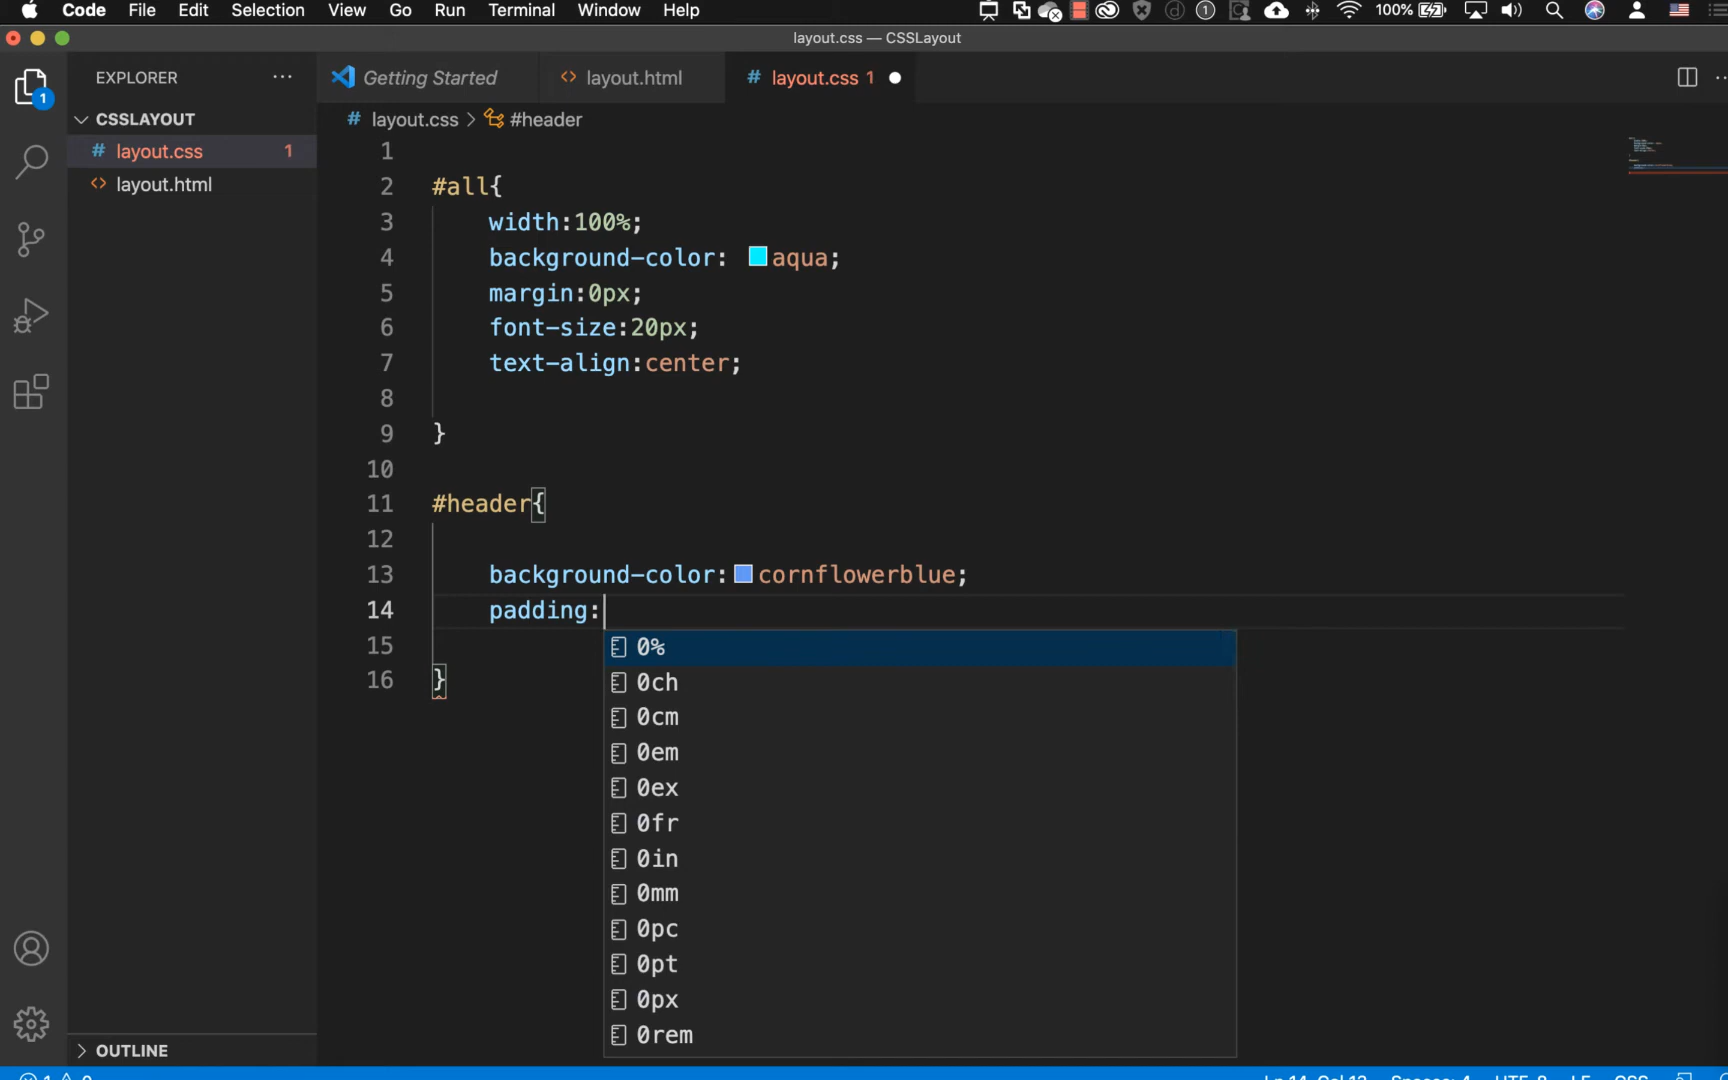 Code File Edit Selection View Go Run Terminal Window Help 100%
layout.css — CSSLayout
EXPLORER ··· Getting Started layout.html # layout.css 1
1
CSSLAYOUT # layout.css > #header
# layout.css 1
layout.html
1
2 #all{
3 width:100%;
4 background-color: aqua;
5 margin:0px;
6 font-size:20px;
7 text-align:center;
8
9 }
10
11 #header{
12
13 background-color:cornflowerblue;
14 padding:
15
16 }
0%
0ch
0cm
0em
0ex
0fr
0in
0mm
0pc
0pt
0px
0rem
OUTLINE